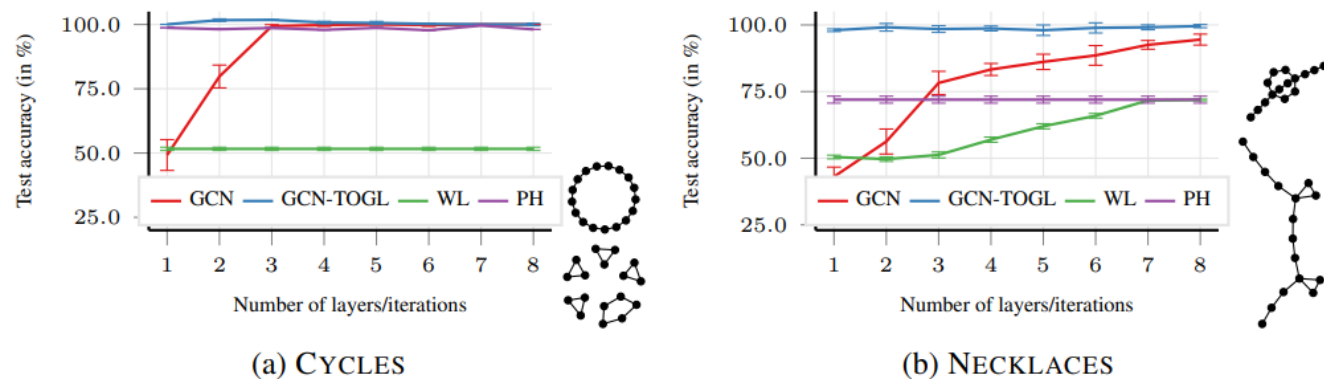 Test accuracy (in %)
100.0
75.0
50.0
25.0
GCN GCN-TOGL WL PH
1 2 3 4 5 6 7 8
Number of layers/iterations
(a) CYCLES
Test accuracy (in %)
100.0
75.0
50.0
25.0
GCN GCN-TOGL WL PH
1 2 3 4 5 6 7 8
Number of layers/iterations
(b) NECKLACES